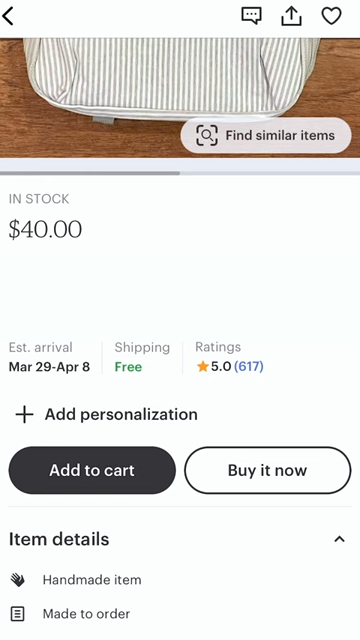 Find similar items
IN STOCK
$40.00
Est. arrival
Mar 29-Apr 8
Shipping
Free
Ratings
5.0 (617)
Add personalization
Add to cart
Buy it now
Item details
Handmade item
Made to order